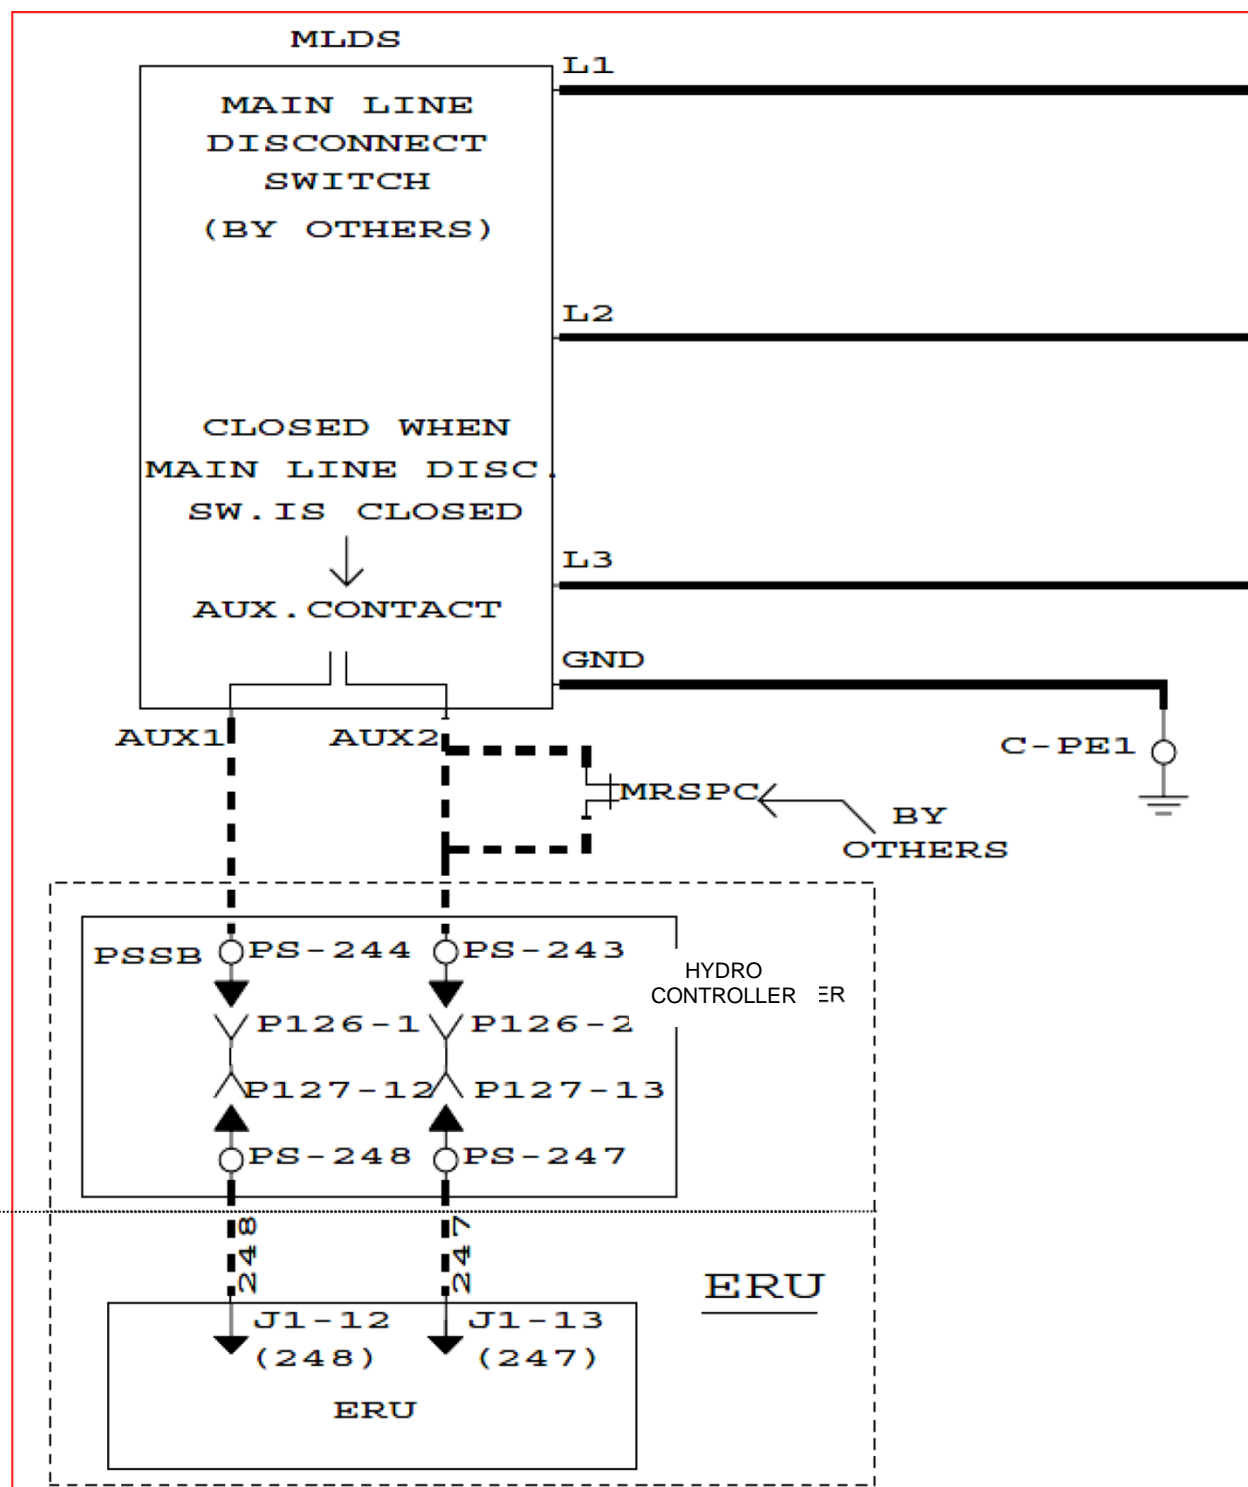 MLDS
L1
MAIN LINE
DISCONNECT
SWITCH
(BY OTHERS)
L2
CLOSED WHEN
MAIN LINE DISC.
SW.IS CLOSED
L3
AUX.CONTACT
GND
AUX1 AUX2
C-PE1
MRSPC
BY
OTHERS
PSSB PS-244 PS-243
HYDRO
CONTROLLER ER
P126-1 P126-2
P127-12 P127-13
PS-248 PS-247
248 247
ERU
J1-12 J1-13
(248) (247)
ERU